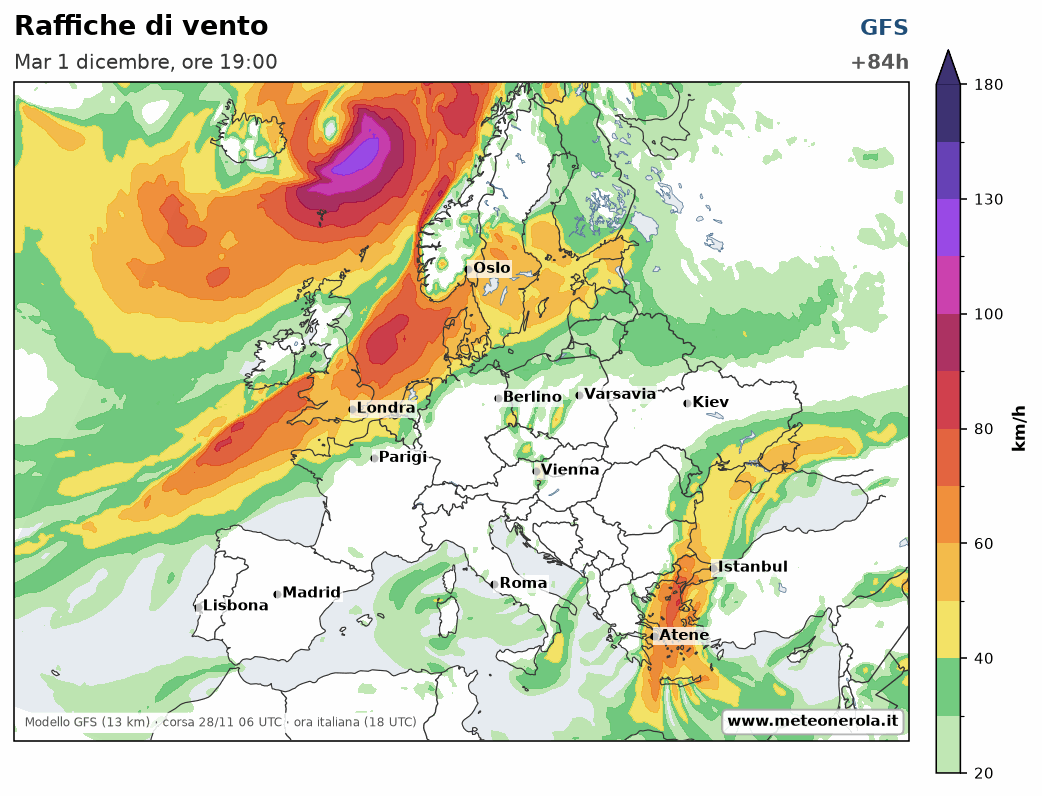 Raffiche di vento
GFS
Mar 1 dicembre, ore 19:00
+84h
Oslo
Londra
Berlino
Varsavia
Kiev
Parigi
Vienna
Istanbul
Roma
Madrid
Lisbona
Atene
Modello GFS (13 km) · corsa 28/11 06 UTC · ora italiana (18 UTC)
www.meteonerola.it
180
130
100
80
60
40
20
km/h